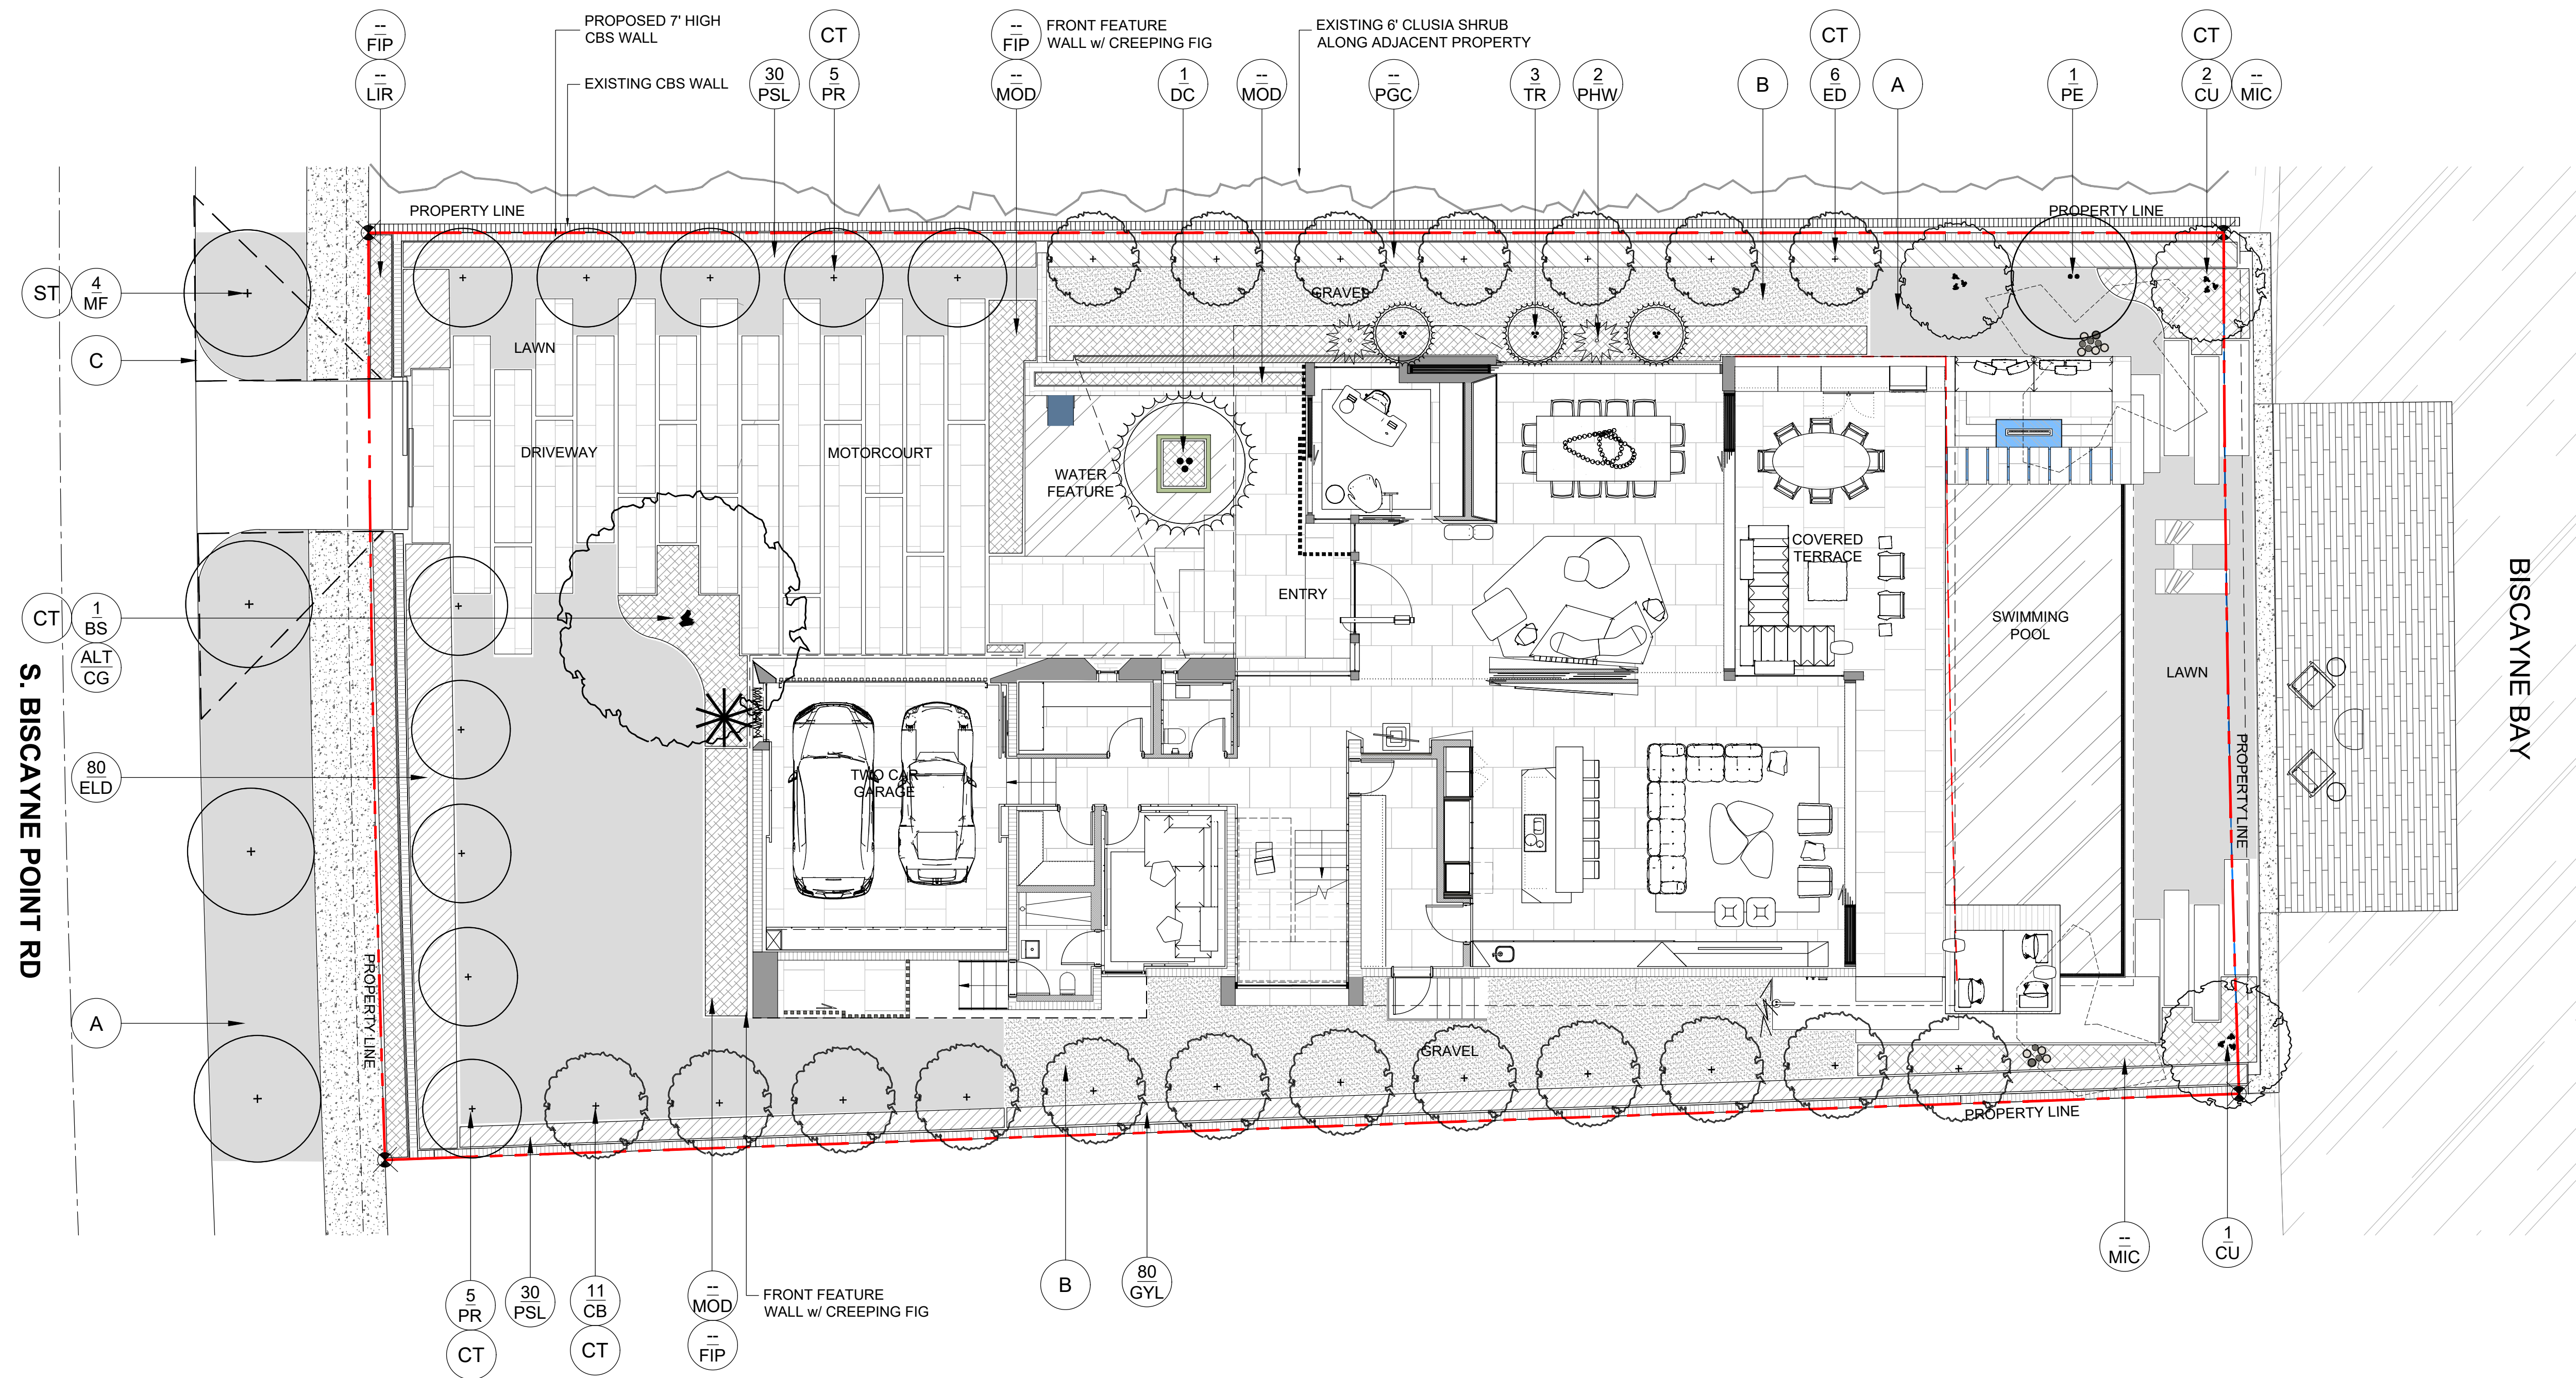 --
FIP
--
LIR
PROPOSED 7' HIGH
CBS WALL
EXISTING CBS WALL
30
PSL
CT
5
PR
--
FIP
--
MOD
FRONT FEATURE
WALL w/ CREEPING FIG
1
DC
--
MOD
EXISTING 6' CLUSIA SHRUB
ALONG ADJACENT PROPERTY
--
PGC
3
TR
2
PHW
B
CT
6
ED
A
1
PE
CT
2
CU
--
MIC
PROPERTY LINE
PROPERTY LINE
ST
4
MF
C
GRAVEL
LAWN
DRIVEWAY
MOTORCOURT
WATER
FEATURE
COVERED
TERRACE
ENTRY
SWIMMING
POOL
LAWN
CT
1
BS
ALT
CG
S. BISCAYNE POINT RD
BISCAYNE BAY
80
ELD
TWO CAR
GARAGE
PROPERTY LINE
PROPERTY LINE
A
GRAVEL
PROPERTY LINE
5
PR
CT
30
PSL
11
CB
CT
--
MOD
--
FIP
FRONT FEATURE
WALL w/ CREEPING FIG
B
80
GYL
--
MIC
1
CU